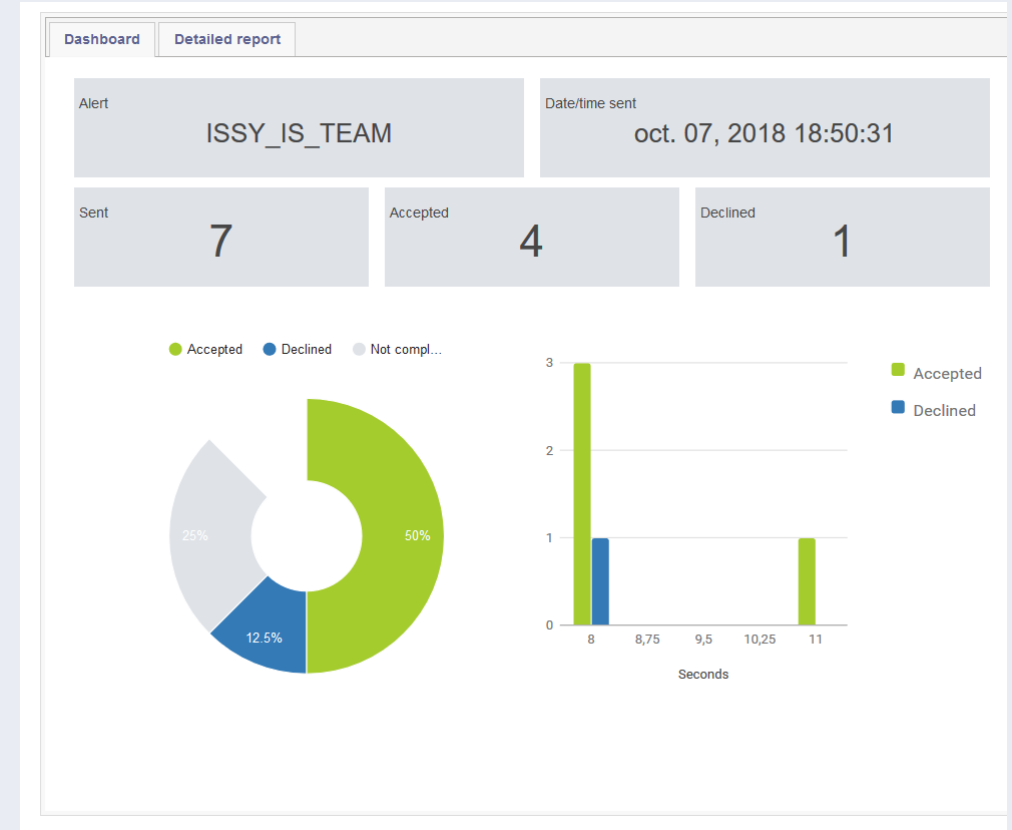 Dashboard Detailed report
Alert
ISSY_IS_TEAM
Date/time sent
oct. 07, 2018 18:50:31
Sent
7
Accepted
4
Declined
1
Accepted Declined Not compl...
50%
12.5%
25%
3
2
1
0
8 8,75 9,5 10,25 11
Seconds
Accepted
Declined